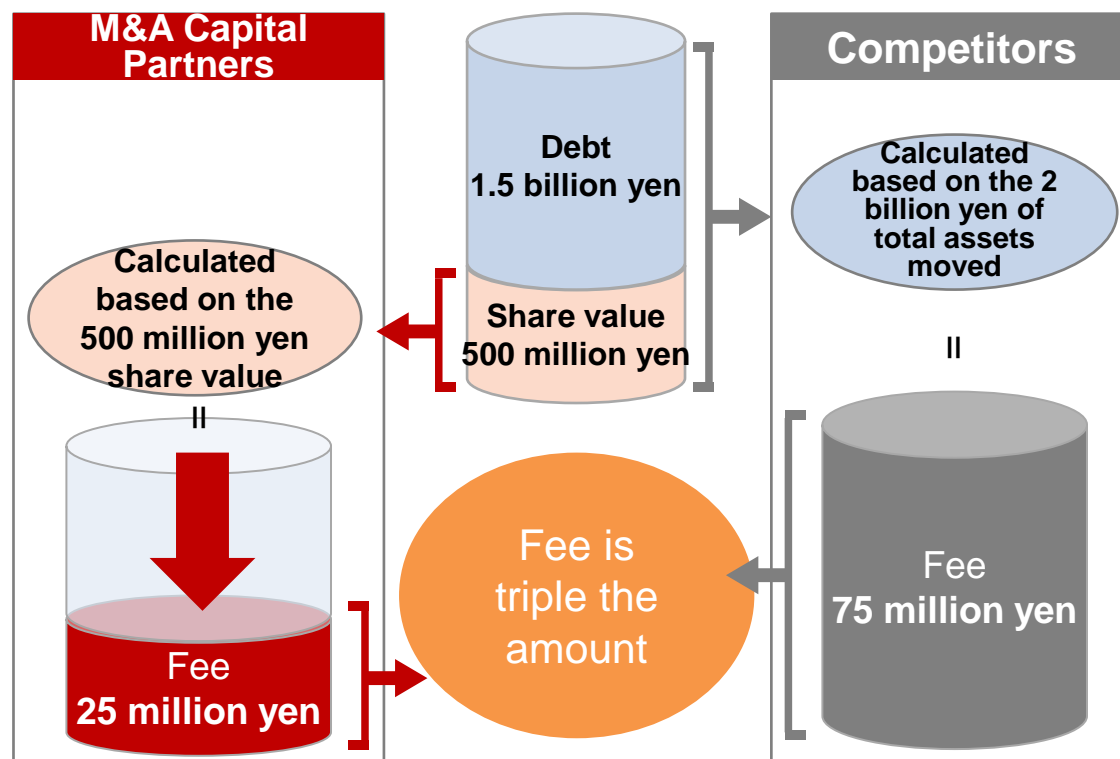 M&A Capital
Partners
Calculated
based on the
500 million yen
share value
=
Fee
25 million yen
Debt
1.5 billion yen
Share value
500 million yen
Fee is
triple the
amount
Competitors
Calculated
based on the 2
billion yen of
total assets
moved
=
Fee
75 million yen